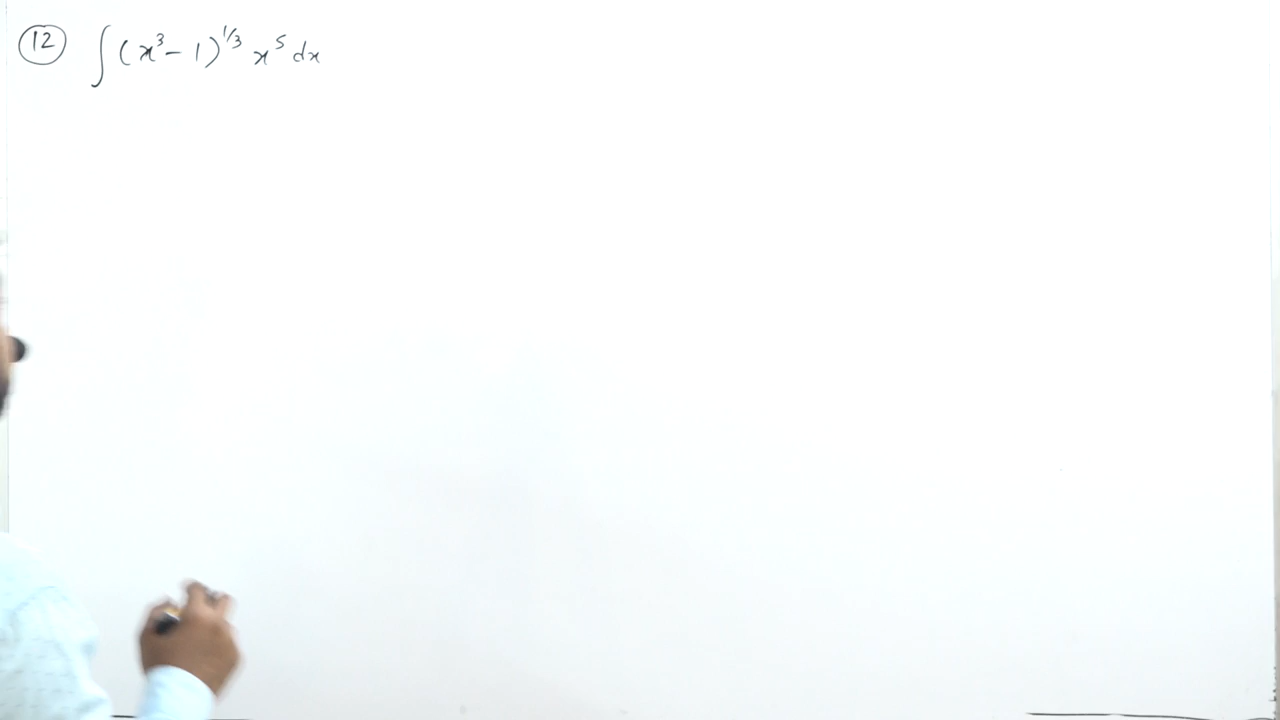 (12) ∫ (x³ − 1)^{1/3} x⁵ dx